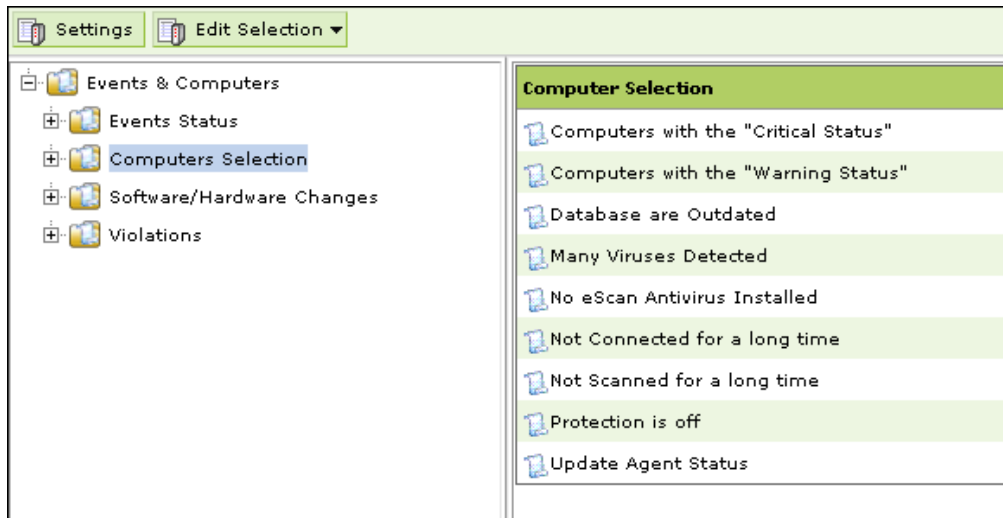 Settings
Edit Selection
Events & Computers
Events Status
Computers Selection
Software/Hardware Changes
Violations
Computer Selection
Computers with the "Critical Status"
Computers with the "Warning Status"
Database are Outdated
Many Viruses Detected
No eScan Antivirus Installed
Not Connected for a long time
Not Scanned for a long time
Protection is off
Update Agent Status